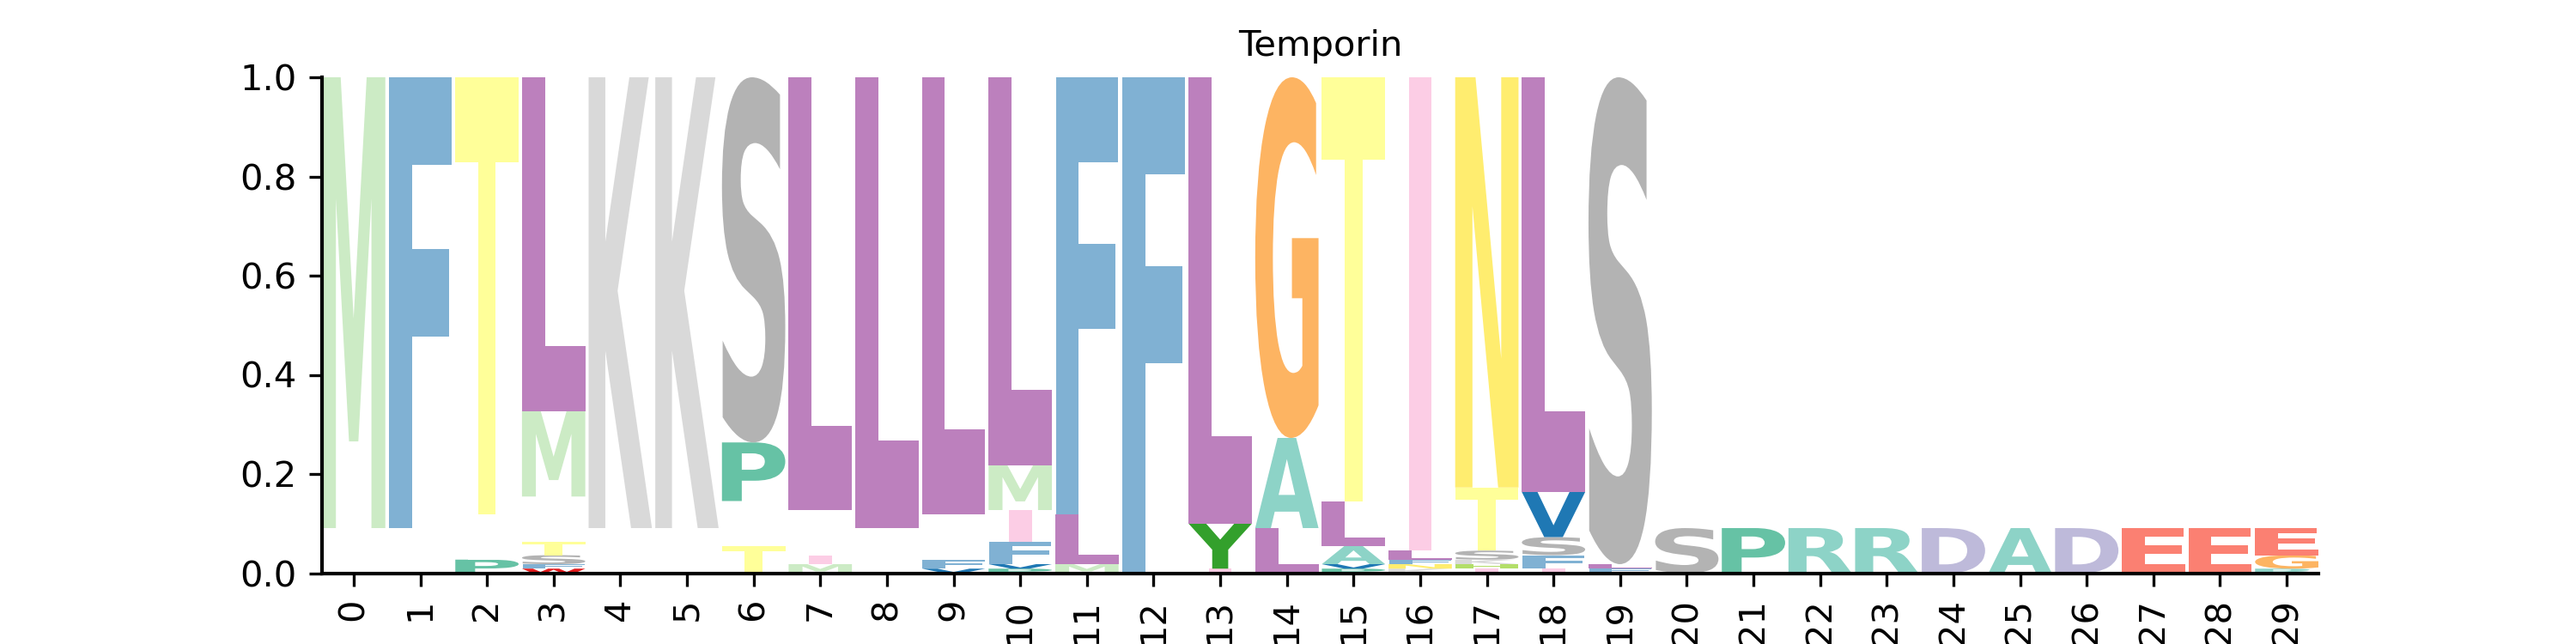 Temporin
1.0
0.8
0.6
0.4
0.2
0.0
MFTLKKSLLLLFFLGTINLS
SPRRDADEEE
M
P
M
A
L
Y
T
V
0 1 2 3 4 5 6 7 8 9 10 11 12 13 14 15 16 17 18 19 20 21 22 23 24 25 26 27 28 29